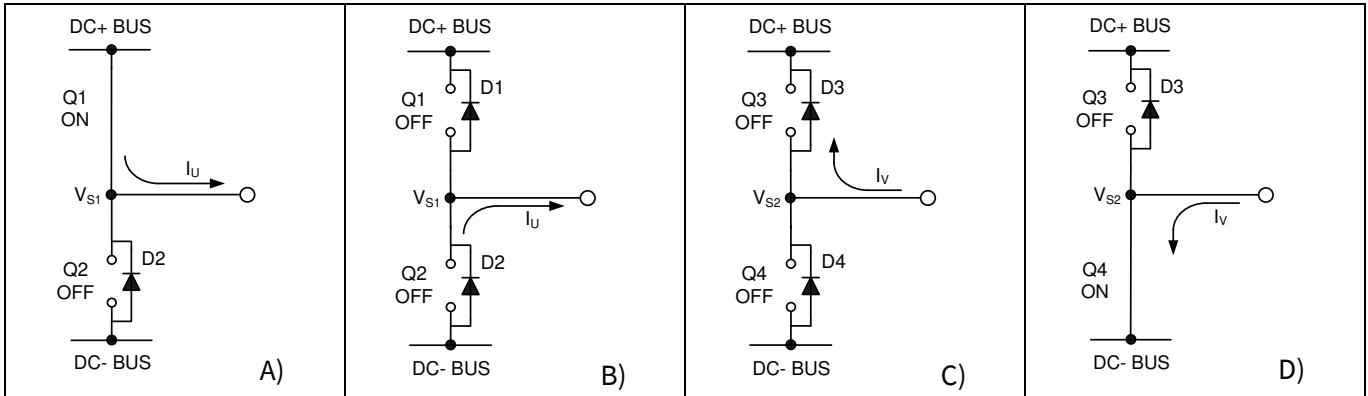 DC+ BUS
Q1
ON
I_U
V_S1
Q2
OFF
D2
DC- BUS
A)
DC+ BUS
D1
Q1
OFF
V_S1
I_U
D2
Q2
OFF
DC- BUS
B)
DC+ BUS
D3
Q3
OFF
I_V
V_S2
D4
Q4
OFF
DC- BUS
C)
DC+ BUS
D3
Q3
OFF
V_S2
I_V
Q4
ON
DC- BUS
D)